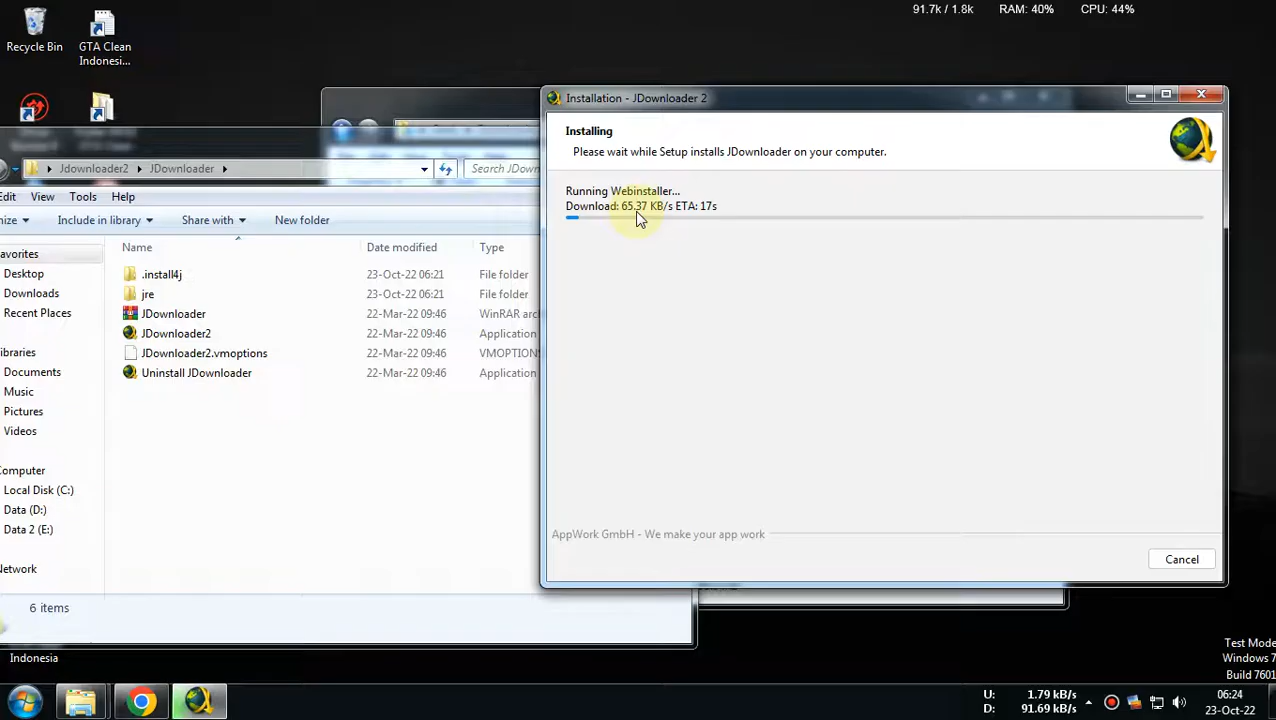 91.7k / 1.8k RAM: 40% CPU: 44%
Recycle Bin
GTA Clean
Indonesi...
Installation - JDownloader 2
Installing
Please wait while Setup installs JDownloader on your computer.
Running Webinstaller...
Download: 65.37 KB/s ETA: 17s
AppWork GmbH - We make your app work
Cancel
Jdownloader2 JDownloader
Search JDown
Edit View Tools Help
nize Include in library Share with New folder
Name Date modified Type
.install4j 23-Oct-22 06:21 File folder
jre 23-Oct-22 06:21 File folder
JDownloader 22-Mar-22 09:46 WinRAR arc
JDownloader2 22-Mar-22 09:46 Application
JDownloader2.vmoptions 22-Mar-22 09:46 VMOPTIONS
Uninstall JDownloader 22-Mar-22 09:46 Application
avorites
Desktop
Downloads
Recent Places
ibraries
Documents
Music
Pictures
Videos
Computer
Local Disk (C:)
Data (D:)
Data 2 (E:)
Network
6 items
Indonesia
Test Mode
Windows 7
Build 7601
U: 1.79 kB/s
D: 91.69 kB/s
06:24
23-Oct-22